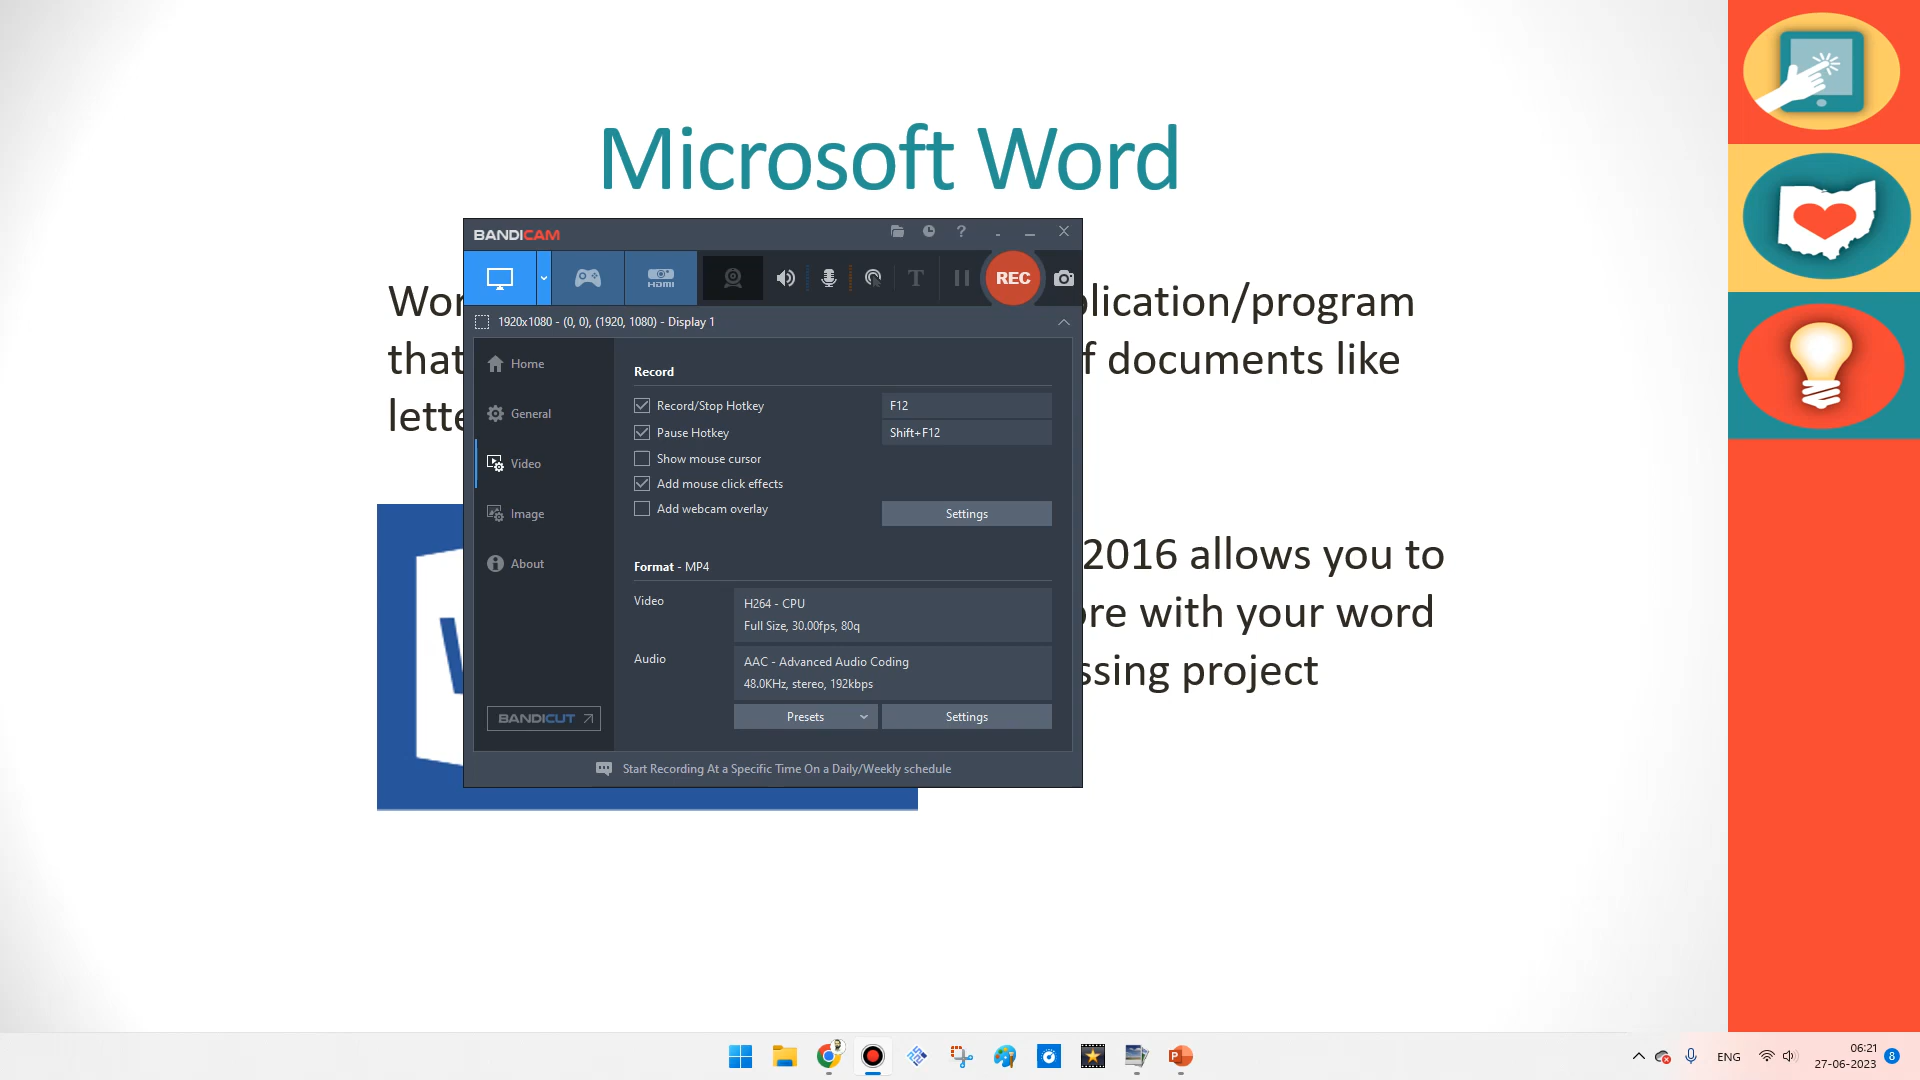 Microsoft Word
BANDICAM
HDMI
T
REC
1920x1080 - (0, 0), (1920, 1080) - Display 1
plication/program
that
f documents like
Home
General
Video
Image
About
BANDICUT
Record
Record/Stop Hotkey
F12
Pause Hotkey
Shift+F12
Show mouse cursor
Add mouse click effects
Add webcam overlay
Settings
Format - MP4
Video
H264 - CPU
Full Size, 30.00fps, 80q
Audio
AAC - Advanced Audio Coding
48.0KHz, stereo, 192kbps
Presets
Settings
Start Recording At a Specific Time On a Daily/Weekly schedule
2016 allows you to
re with your word
ssing project
ENG
06:21
27-06-2023
8